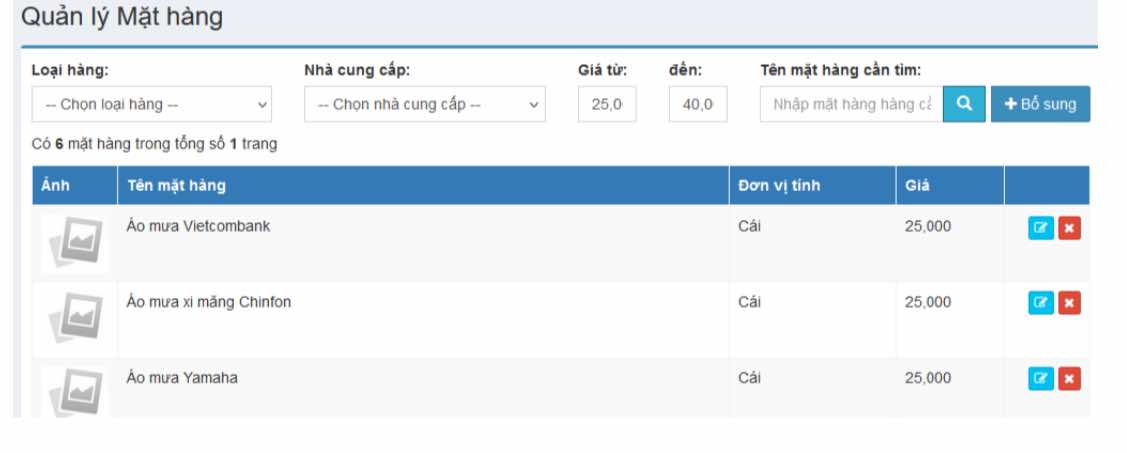 Quản lý Mặt hàng
Loại hàng: Nhà cung cấp: Giá từ: đến: Tên mặt hàng cần tìm:
-- Chọn loại hàng -- -- Chọn nhà cung cấp -- 25,0 40,0 Nhập mặt hàng hàng cầ Bổ sung
Có 6 mặt hàng trong tổng số 1 trang
Ảnh Tên mặt hàng Đơn vị tính Giá
Áo mưa Vietcombank Cái 25,000
Áo mưa xi măng Chinfon Cái 25,000
Áo mưa Yamaha Cái 25,000